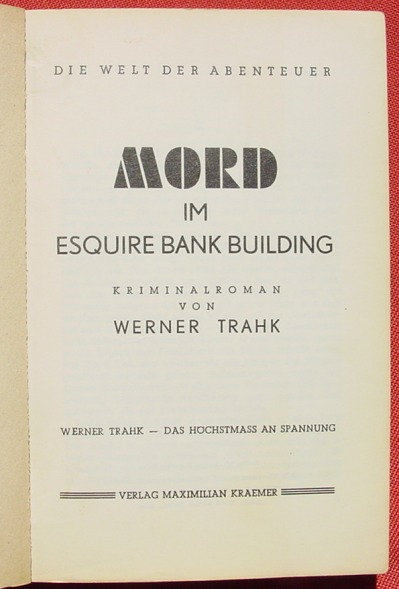 DIE WELT DER ABENTEUER
MORD
IM
ESQUIRE BANK BUILDING
KRIMINALROMAN
VON
WERNER TRAHK
WERNER TRAHK — DAS HÖCHSTMASS AN SPANNUNG
VERLAG MAXIMILIAN KRAEMER